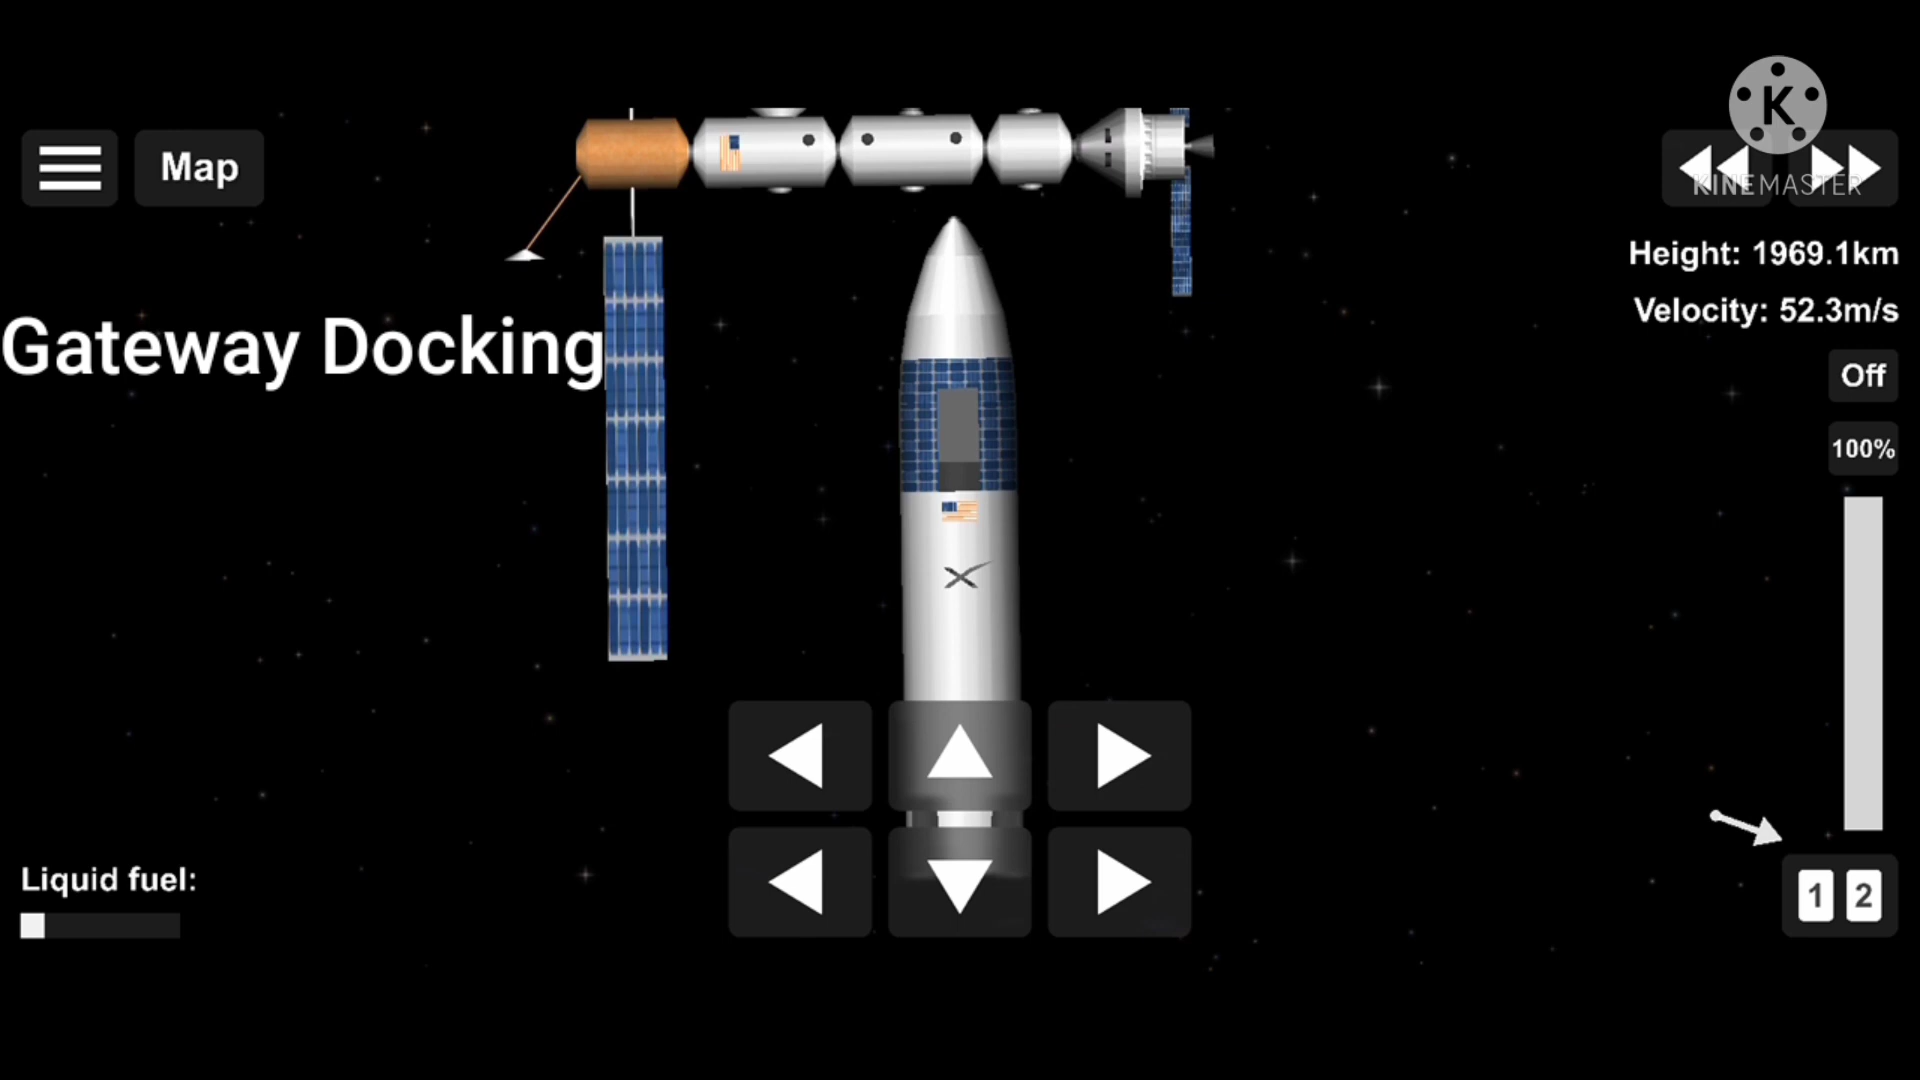 Map
K
KINEMASTER
Height: 1969.1km
Velocity: 52.3m/s
Gateway Docking
Off
100%
X
Liquid fuel:
1 2